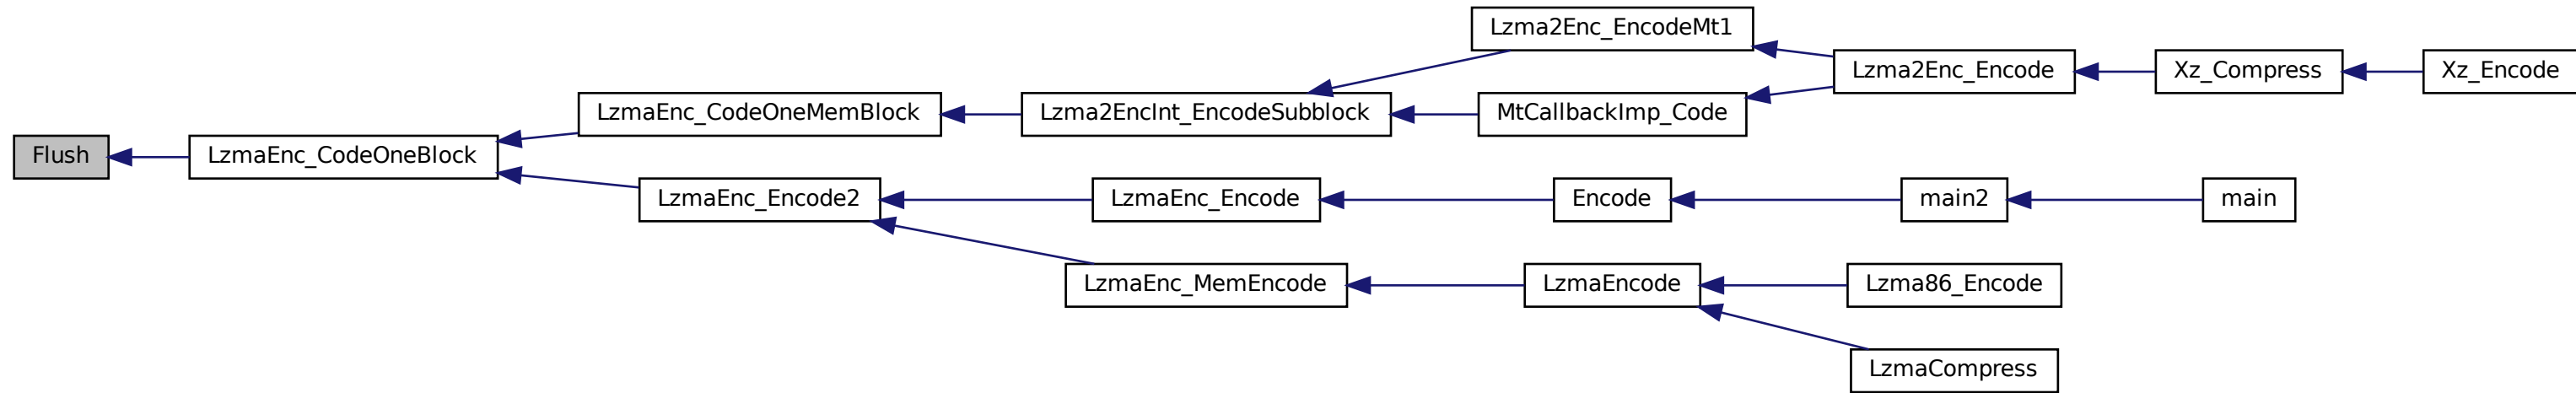 Lzma2Enc_EncodeMt1
Lzma2Enc_Encode
Xz_Compress
Xz_Encode
LzmaEnc_CodeOneMemBlock
Lzma2EncInt_EncodeSubblock
MtCallbackImp_Code
Flush
LzmaEnc_CodeOneBlock
LzmaEnc_Encode2
LzmaEnc_Encode
Encode
main2
main
LzmaEnc_MemEncode
LzmaEncode
Lzma86_Encode
LzmaCompress